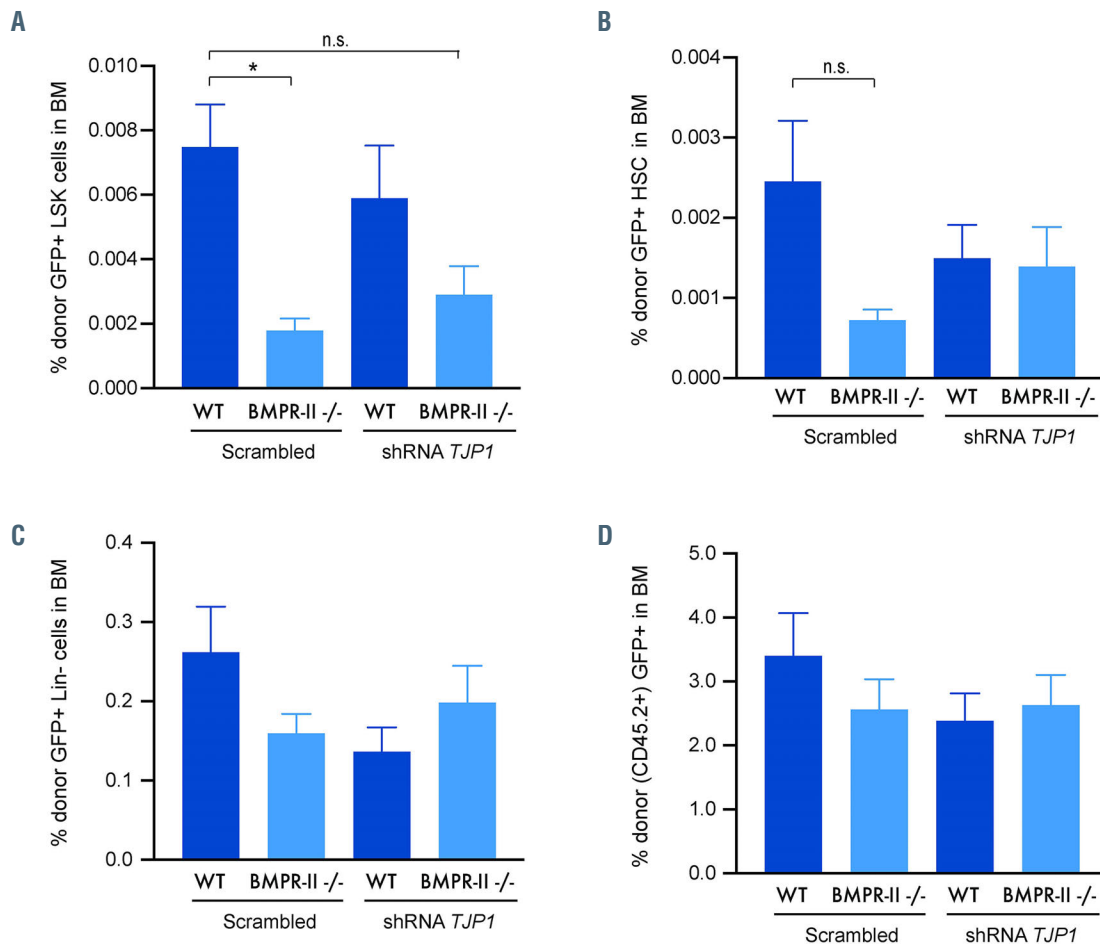 A
% donor GFP+ LSK cells in BM
n.s.
*
0.010
0.008
0.006
0.004
0.002
0.000
WT BMPR-II -/- WT BMPR-II -/-
Scrambled shRNA TJP1
B
% donor GFP+ HSC in BM
n.s.
0.004
0.003
0.002
0.001
0.000
WT BMPR-II -/- WT BMPR-II -/-
Scrambled shRNA TJP1
C
% donor GFP+ Lin- cells in BM
0.4
0.3
0.2
0.1
0.0
WT BMPR-II -/- WT BMPR-II -/-
Scrambled shRNA TJP1
D
% donor (CD45.2+) GFP+ in BM
5.0
4.0
3.0
2.0
1.0
0.0
WT BMPR-II -/- WT BMPR-II -/-
Scrambled shRNA TJP1